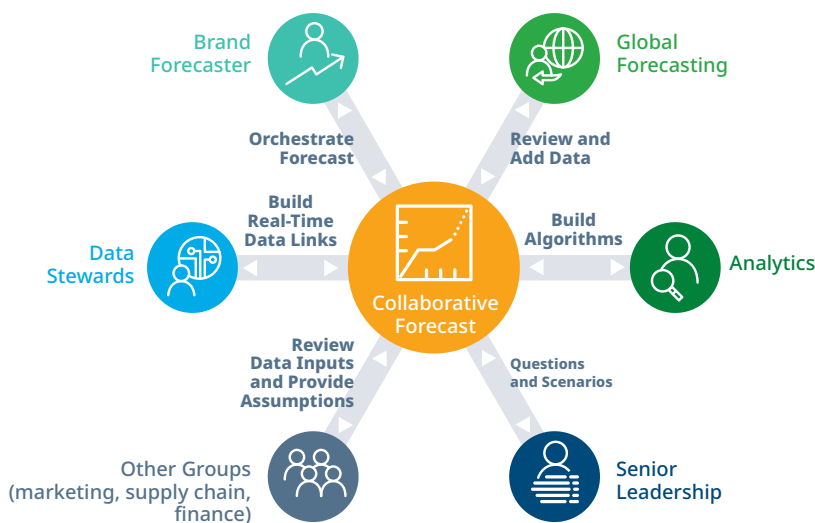 Brand
Forecaster
Global
Forecasting
Orchestrate
Forecast
Review and
Add Data
Build
Real-Time
Data Links
Build
Algorithms
Data
Stewards
Analytics
Collaborative
Forecast
Review
Data Inputs
and Provide
Assumptions
Questions
and Scenarios
Other Groups
(marketing, supply chain,
finance)
Senior
Leadership